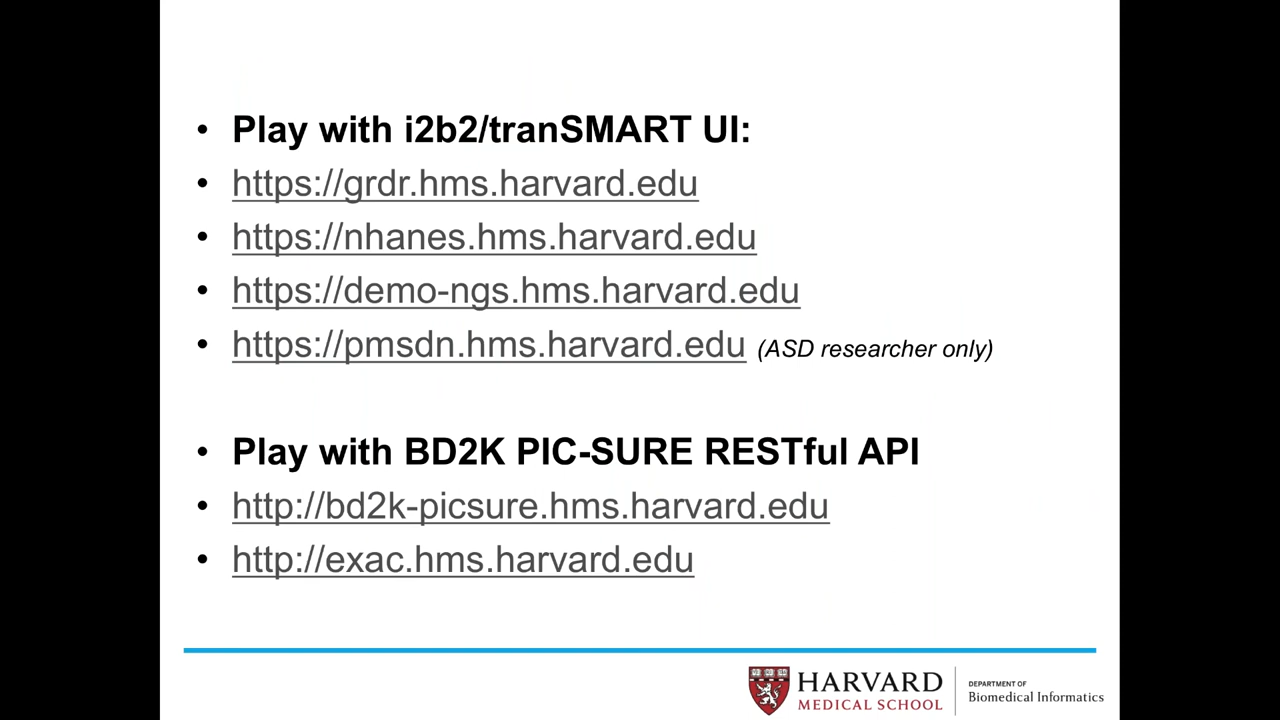 • Play with i2b2/tranSMART UI:
• https://grdr.hms.harvard.edu
• https://nhanes.hms.harvard.edu
• https://demo-ngs.hms.harvard.edu
• https://pmsdn.hms.harvard.edu (ASD researcher only)
• Play with BD2K PIC-SURE RESTful API
• http://bd2k-picsure.hms.harvard.edu
• http://exac.hms.harvard.edu
HARVARD
MEDICAL SCHOOL
DEPARTMENT OF
Biomedical Informatics